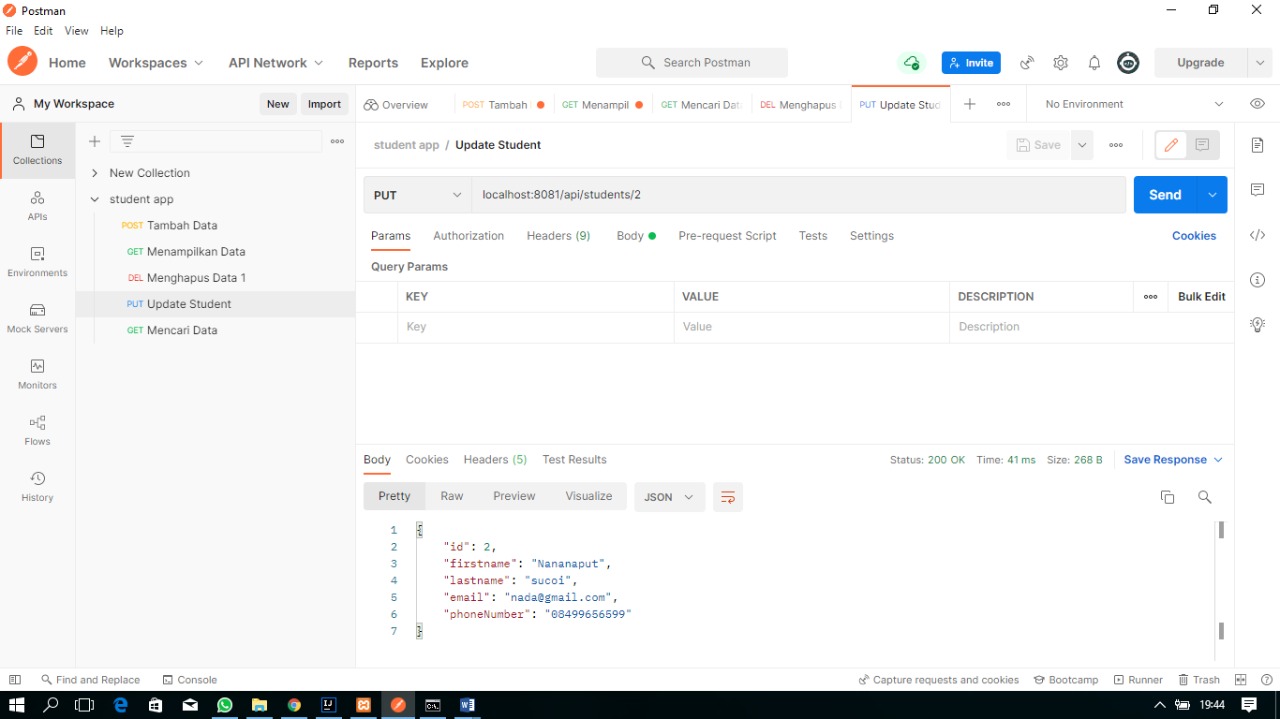 Postman
File Edit View Help
Home Workspaces API Network Reports Explore Search Postman Invite Upgrade
My Workspace New Import Overview POST Tambah GET Menampil GET Mencari Dat DEL Menghapus PUT Update Stud No Environment
student app / Update Student Save
Collections
APIs
Environments
Mock Servers
Monitors
Flows
History
New Collection
student app
POST Tambah Data
GET Menampilkan Data
DEL Menghapus Data 1
PUT Update Student
GET Mencari Data
PUT localhost:8081/api/students/2 Send
Params Authorization Headers (9) Body Pre-request Script Tests Settings Cookies
Query Params
KEY VALUE DESCRIPTION Bulk Edit
Key Value Description
Body Cookies Headers (5) Test Results Status: 200 OK Time: 41 ms Size: 268 B Save Response
Pretty Raw Preview Visualize JSON
1 {
2 "id": 2,
3 "firstname": "Nananaput",
4 "lastname": "sucoi",
5 "email": "nada@gmail.com",
6 "phoneNumber": "08499656599"
7 }
Find and Replace Console Capture requests and cookies Bootcamp Runner Trash
19:44